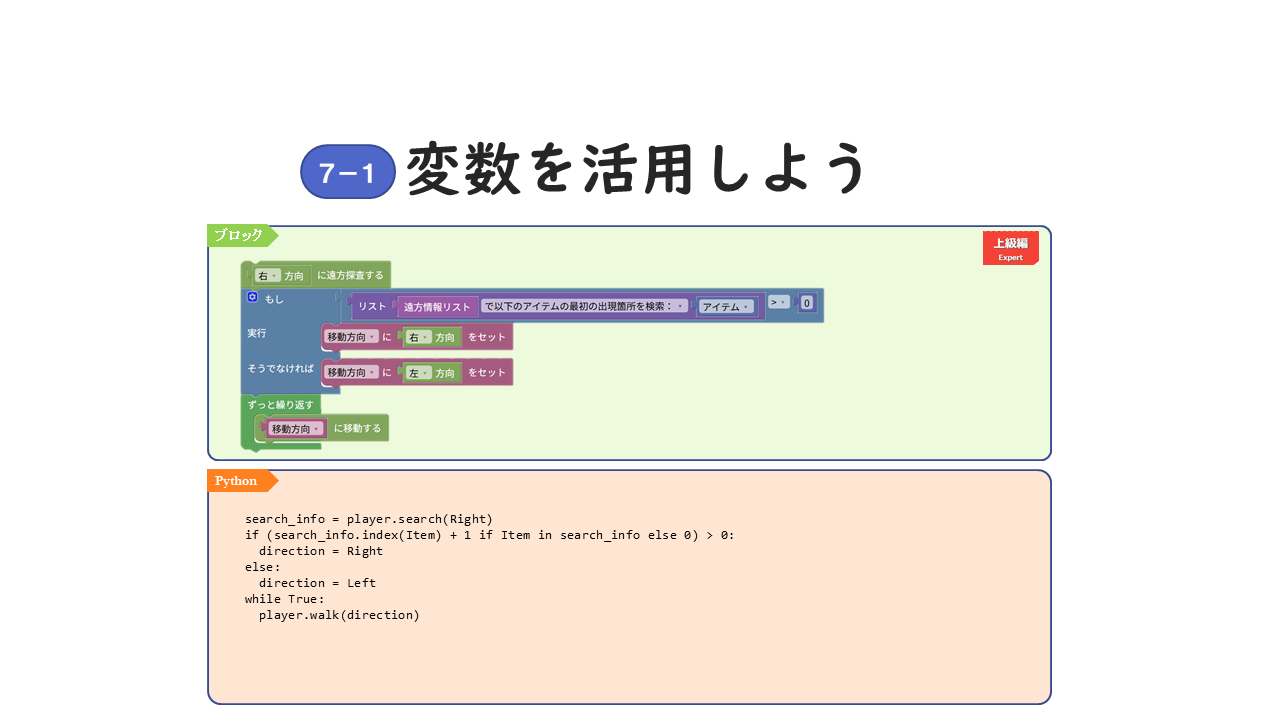 7－1 変数を活用しよう
ブロック
上級編
Expert
右 方向 に遠方探査する
もし リスト 遠方情報リスト で以下のアイテムの最初の出現箇所を検索： アイテム > 0
実行 移動方向 に 右 方向 をセット
そうでなければ 移動方向 に 左 方向 をセット
ずっと繰り返す
移動方向 に移動する
Python
search_info = player.search(Right)
if (search_info.index(Item) + 1 if Item in search_info else 0) > 0:
  direction = Right
else:
  direction = Left
while True:
  player.walk(direction)